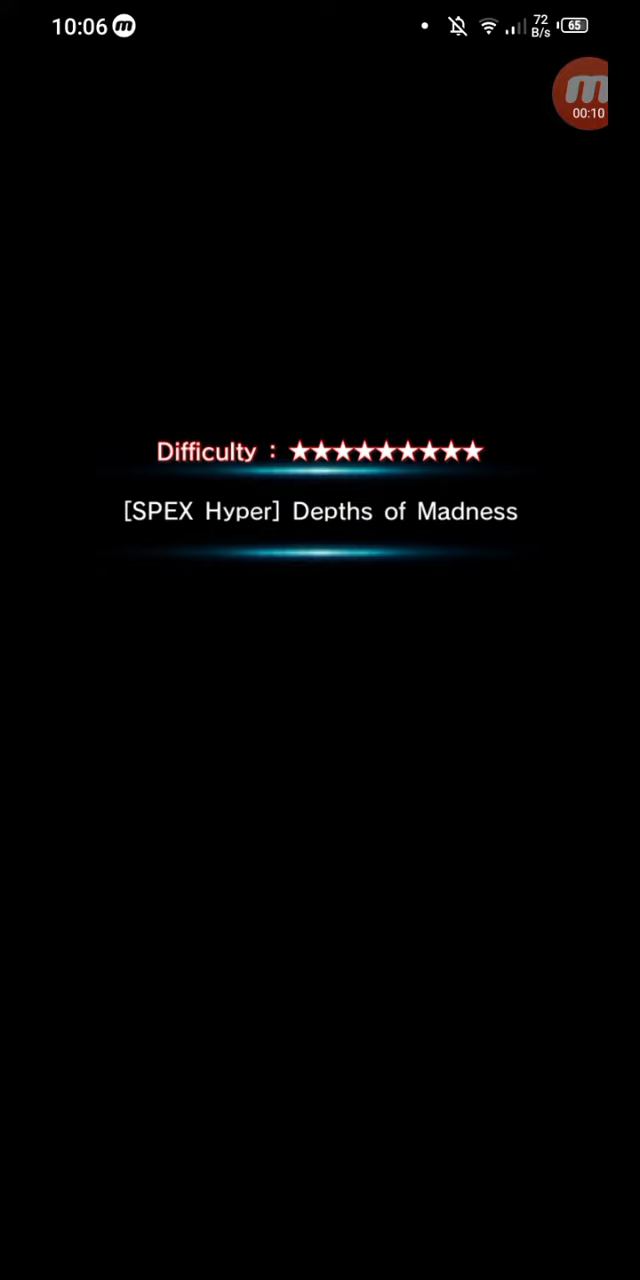 10:06 m
72
B/s
65
m
00:10
Difficulty : ★★★★★★★★★
[SPEX Hyper] Depths of Madness